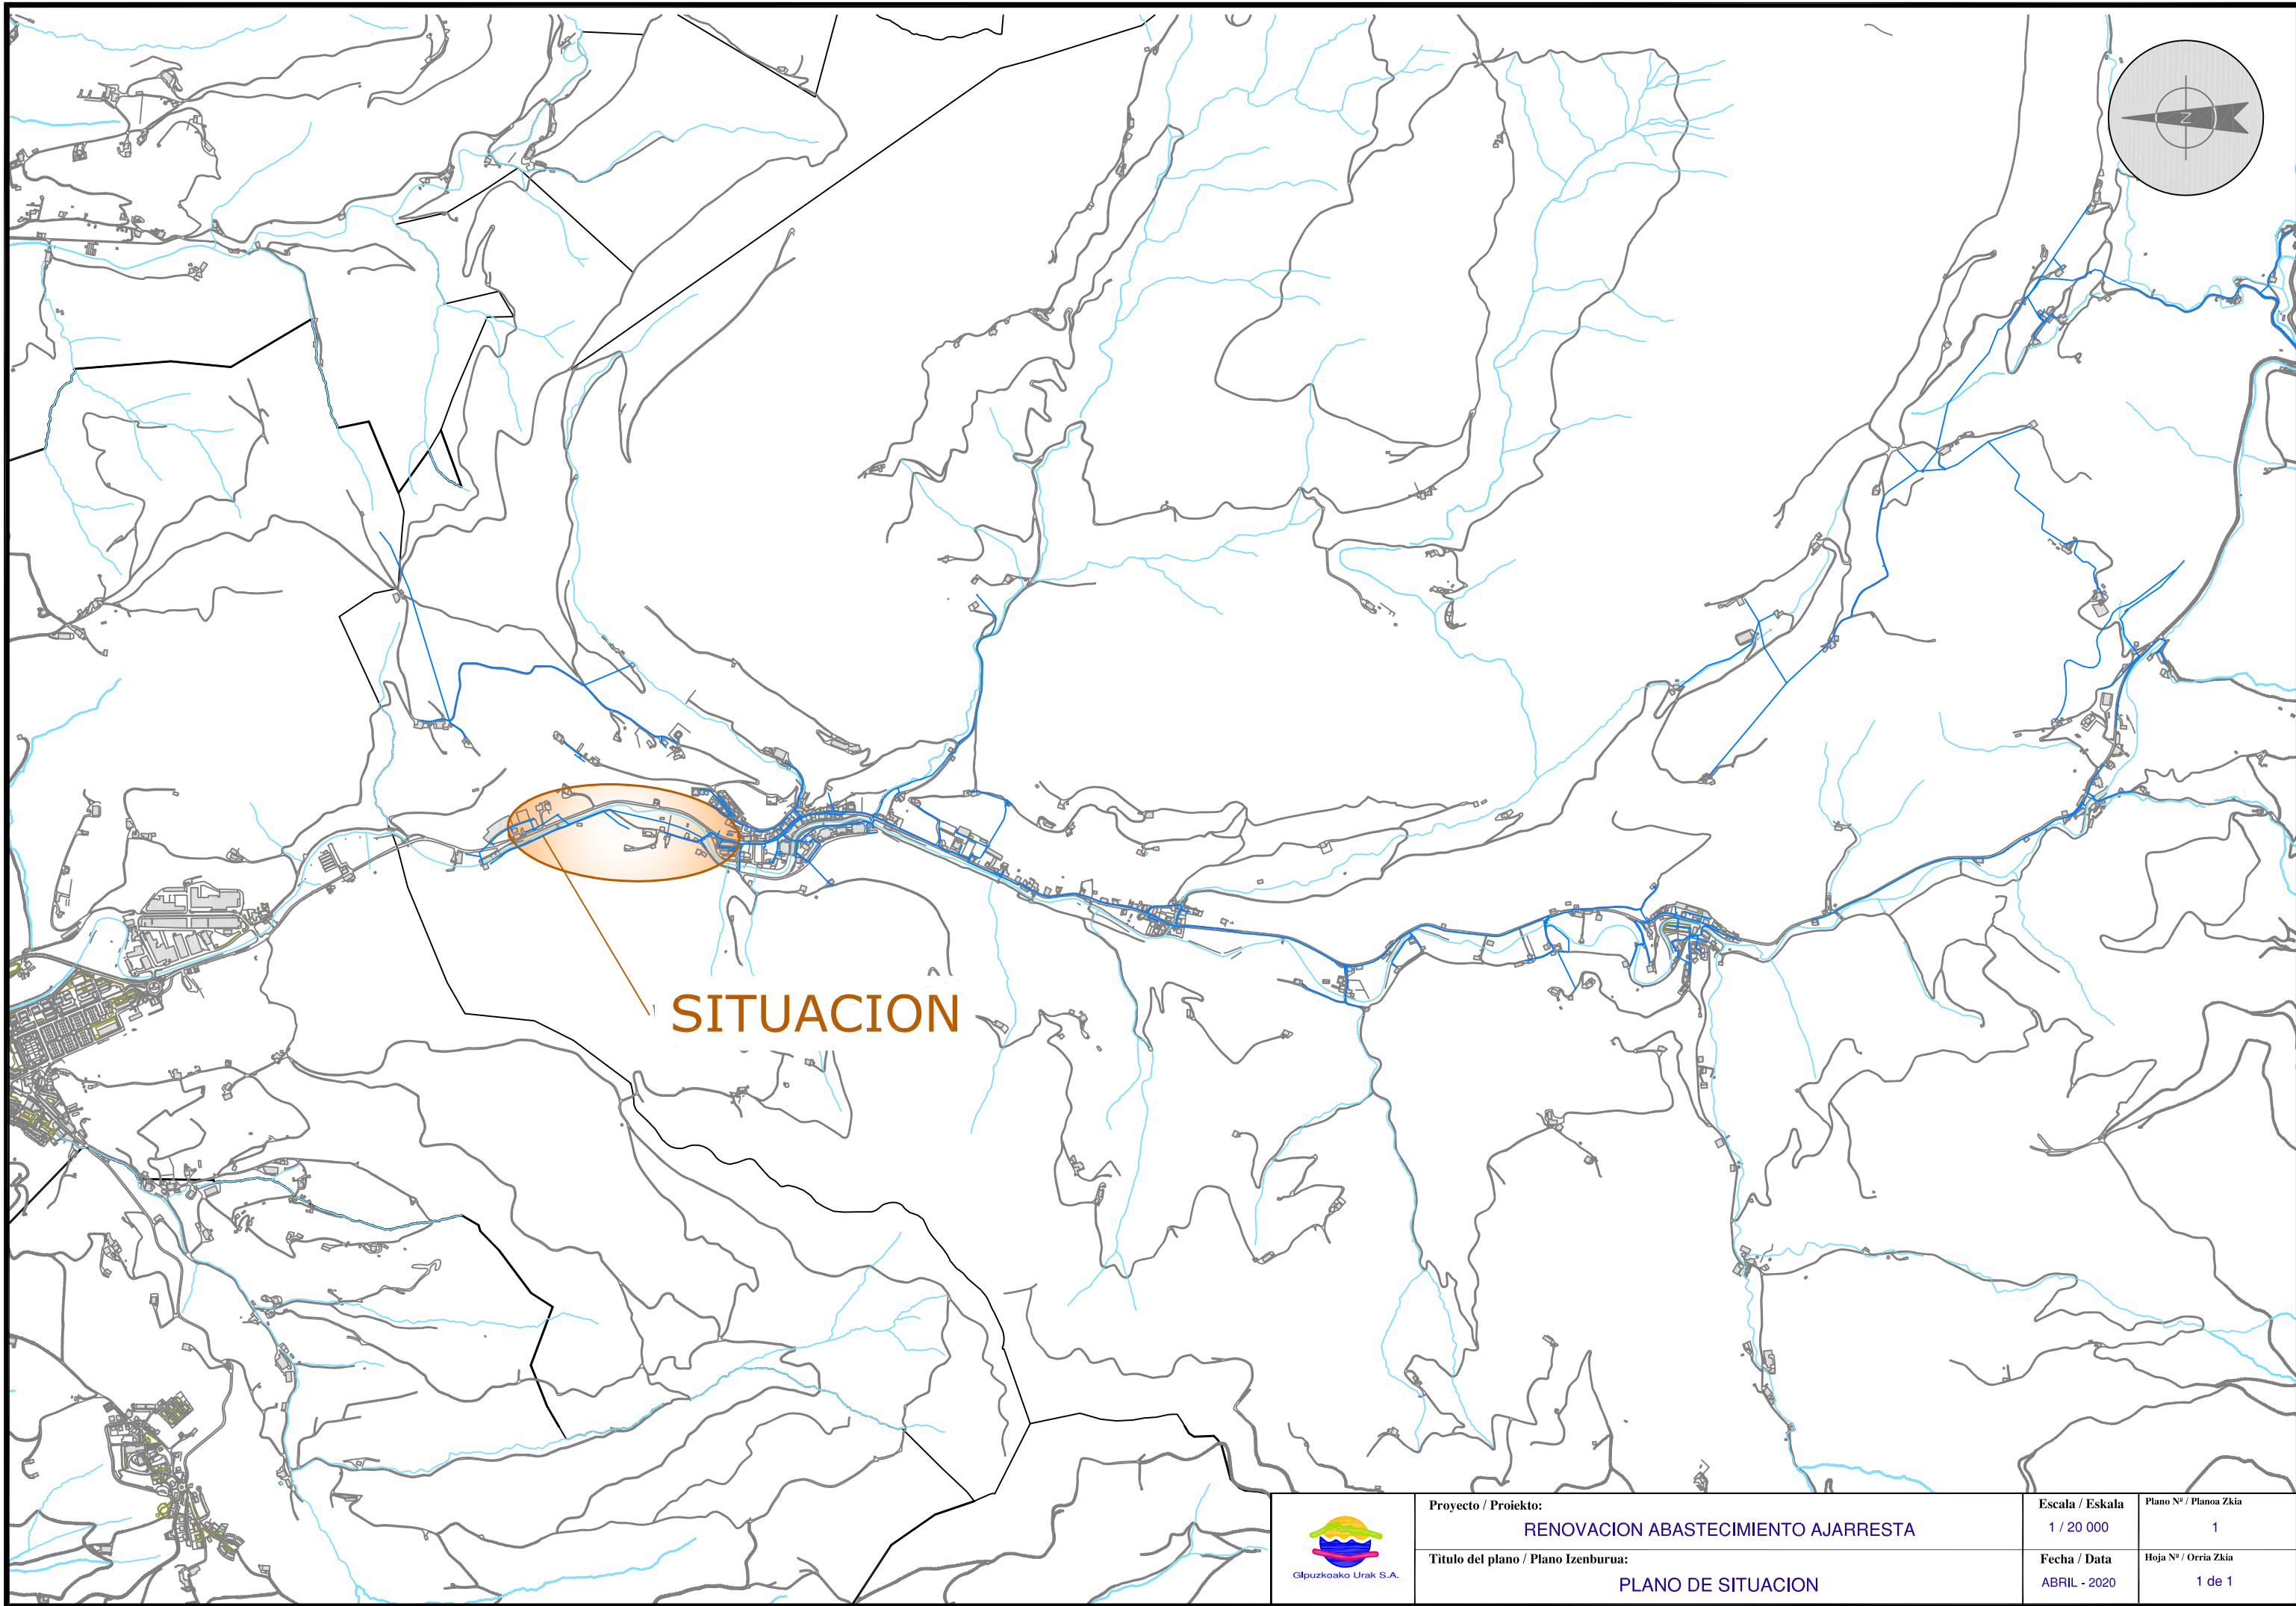 N
SITUACION
Gipuzkoako Urak S.A.
Proyecto / Proiekto:
RENOVACION ABASTECIMIENTO AJARRESTA
Titulo del plano / Plano Izenburua:
PLANO DE SITUACION
Escala / Eskala
1 / 20 000
Fecha / Data
ABRIL - 2020
Plano Nº / Planoa Zkia
1
Hoja Nº / Orria Zkia
1 de 1